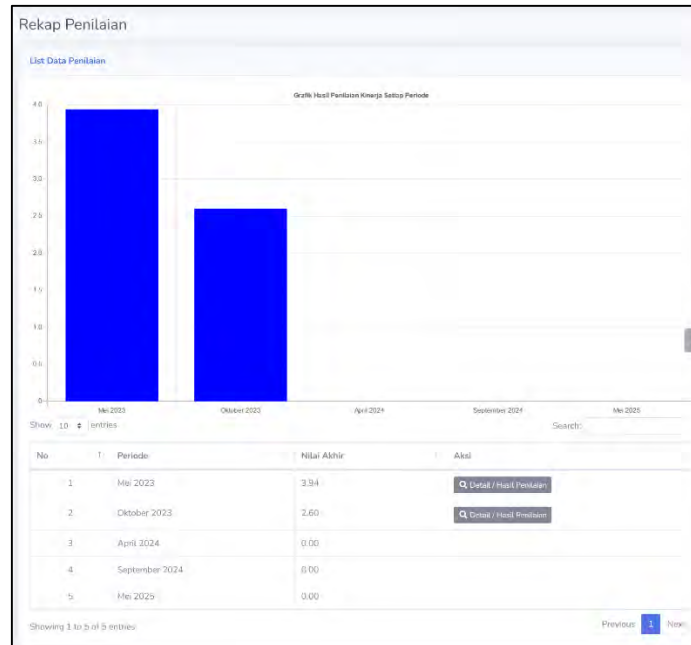 Rekap Penilaian
List Data Penilaian
Grafik Hasil Penilaian Kinerja Setiap Periode
4.0
3.5
3.0
2.5
2.0
1.5
1.0
0.5
0
Mei 2023 Oktober 2023 April 2024 September 2024 Mei 2025
Show 10 entries Search:
No Periode Nilai Akhir Aksi
1 Mei 2023 3.94 Detail / Hasil Penilaian
2 Oktober 2023 2.60 Detail / Hasil Penilaian
3 April 2024 0.00
4 September 2024 0.00
5 Mei 2025 0.00
Showing 1 to 5 of 5 entries Previous 1 Next